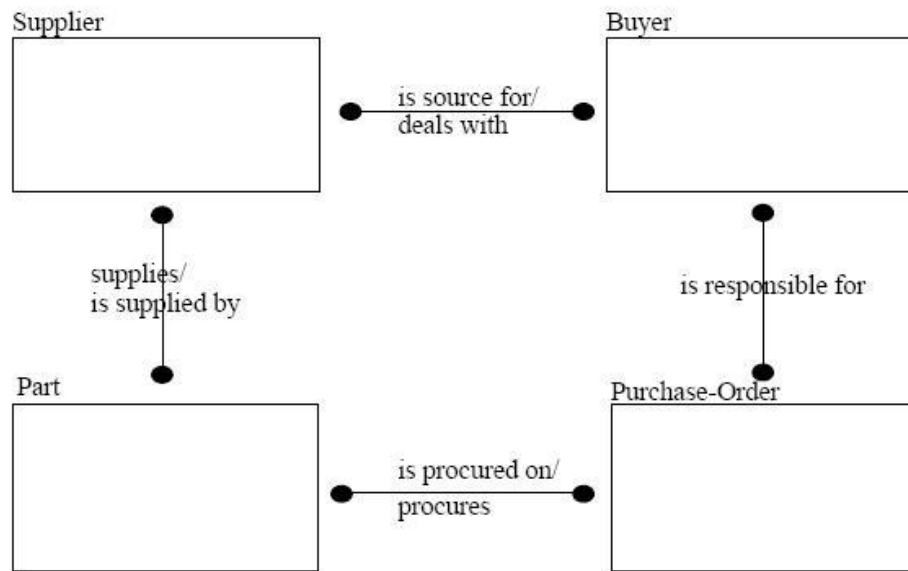 Supplier
Buyer
is source for/
deals with
supplies/
is supplied by
is responsible for
Part
Purchase-Order
is procured on/
procures